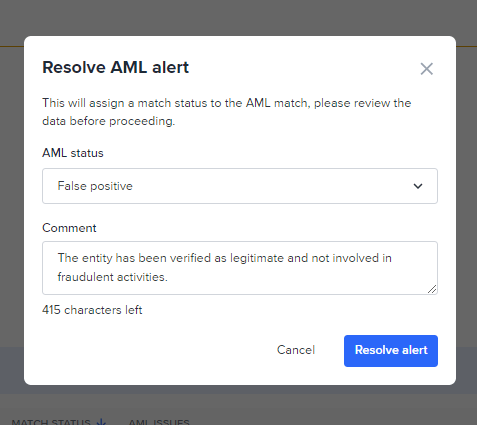 Resolve AML alert
This will assign a match status to the AML match, please review the
data before proceeding.
AML status
False positive
Comment
The entity has been verified as legitimate and not involved in
fraudulent activities.
415 characters left
Cancel
Resolve alert
MATCH STATUS
AML ISSUES